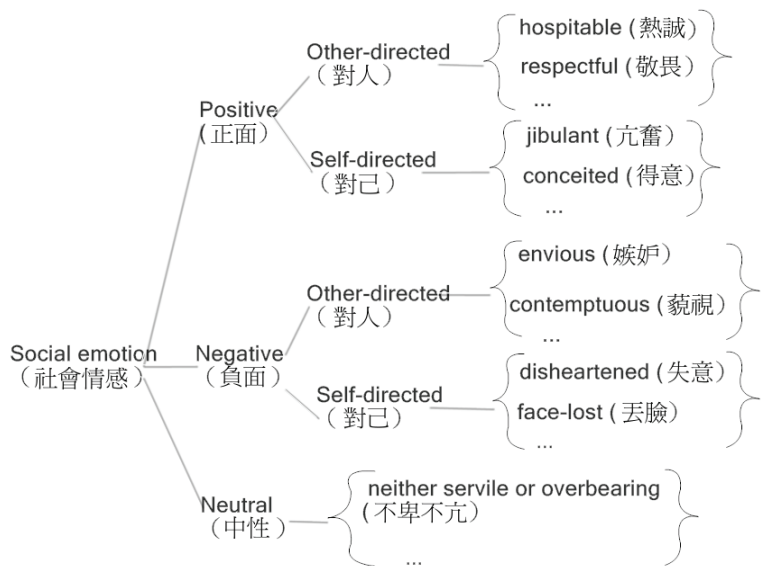 Social emotion
（社會情感）
Positive
（正面）
Other-directed
（對人）
hospitable (熱誠）
respectful (敬畏）
...
Self-directed
（對己）
jibulant (亢奮）
conceited (得意）
...
Negative
（負面）
Other-directed
（對人）
envious (嫉妒）
contemptuous (藐視）
...
Self-directed
（對己）
disheartened (失意）
face-lost (丟臉）
...
Neutral
（中性）
neither servile or overbearing
(不卑不亢）
...